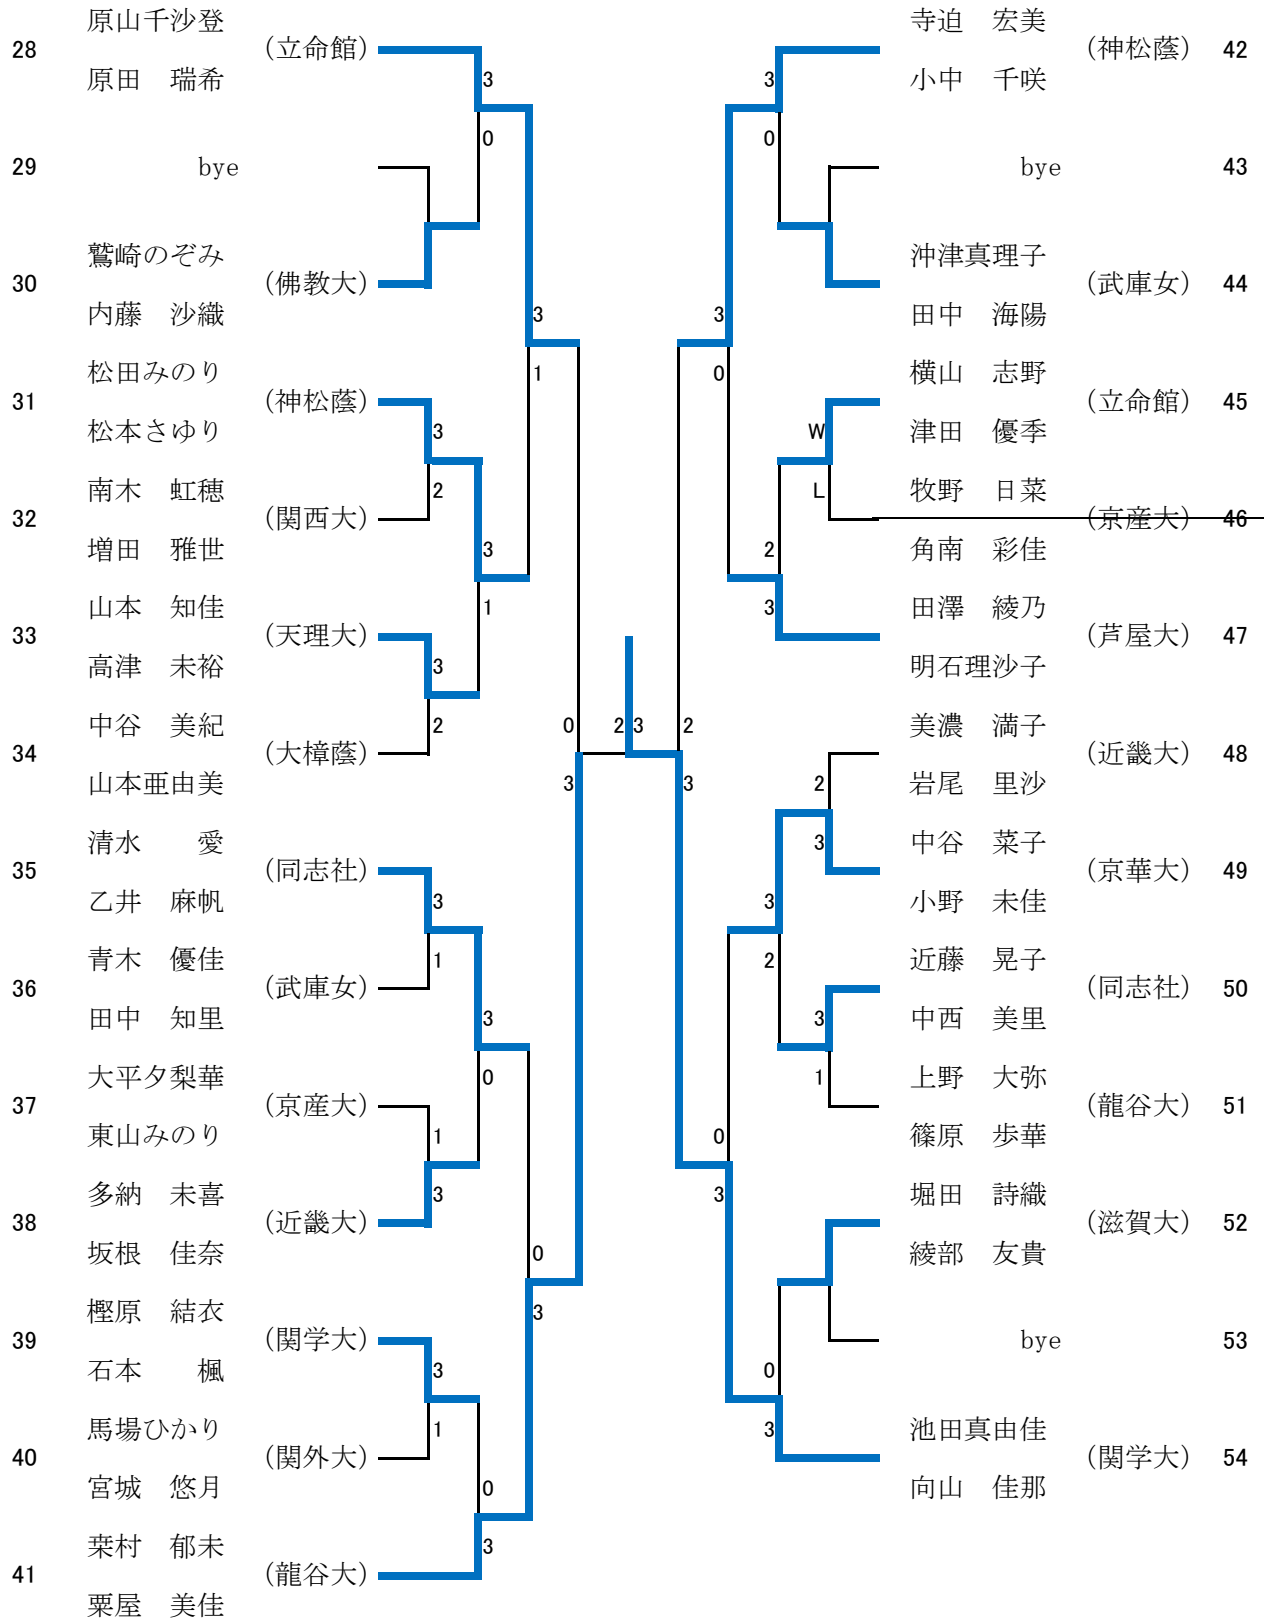 原山千沙登
28 (立命館)
原田　瑞希
3
0
29 bye
鷲崎のぞみ
30 (佛教大)
内藤　沙織
3
1
松田みのり
31 (神松蔭)
松本さゆり
3
2
南木　虹穂
32 (関西大)
増田　雅世
3
1
山本　知佳
33 (天理大)
高津　未裕
3
2
中谷　美紀
34 (大樟蔭)
山本亜由美
0
3
清水　　愛
35 (同志社)
乙井　麻帆
3
1
青木　優佳
36 (武庫女)
田中　知里
3
0
大平夕梨華
37 (京産大)
東山みのり
1
3
多納　未喜
38 (近畿大)
坂根　佳奈
0
3
樫原　結衣
39 (関学大)
石本　　楓
3
1
馬場ひかり
40 (関外大)
宮城　悠月
0
3
桒村　郁未
41 (龍谷大)
粟屋　美佳
2 3
寺迫　宏美
(神松蔭) 42
小中　千咲
3
0
bye 43
沖津真理子
(武庫女) 44
田中　海陽
3
0
横山　志野
(立命館) 45
津田　優季
W
L
牧野　日菜
(京産大) 46
角南　彩佳
2
3
田澤　綾乃
(芦屋大) 47
明石理沙子
2
3
美濃　満子
(近畿大) 48
岩尾　里沙
2
3
中谷　菜子
(京華大) 49
小野　未佳
3
2
近藤　晃子
(同志社) 50
中西　美里
3
1
上野　大弥
(龍谷大) 51
篠原　歩華
0
3
堀田　詩織
(滋賀大) 52
綾部　友貴
bye 53
0
3
池田真由佳
(関学大) 54
向山　佳那